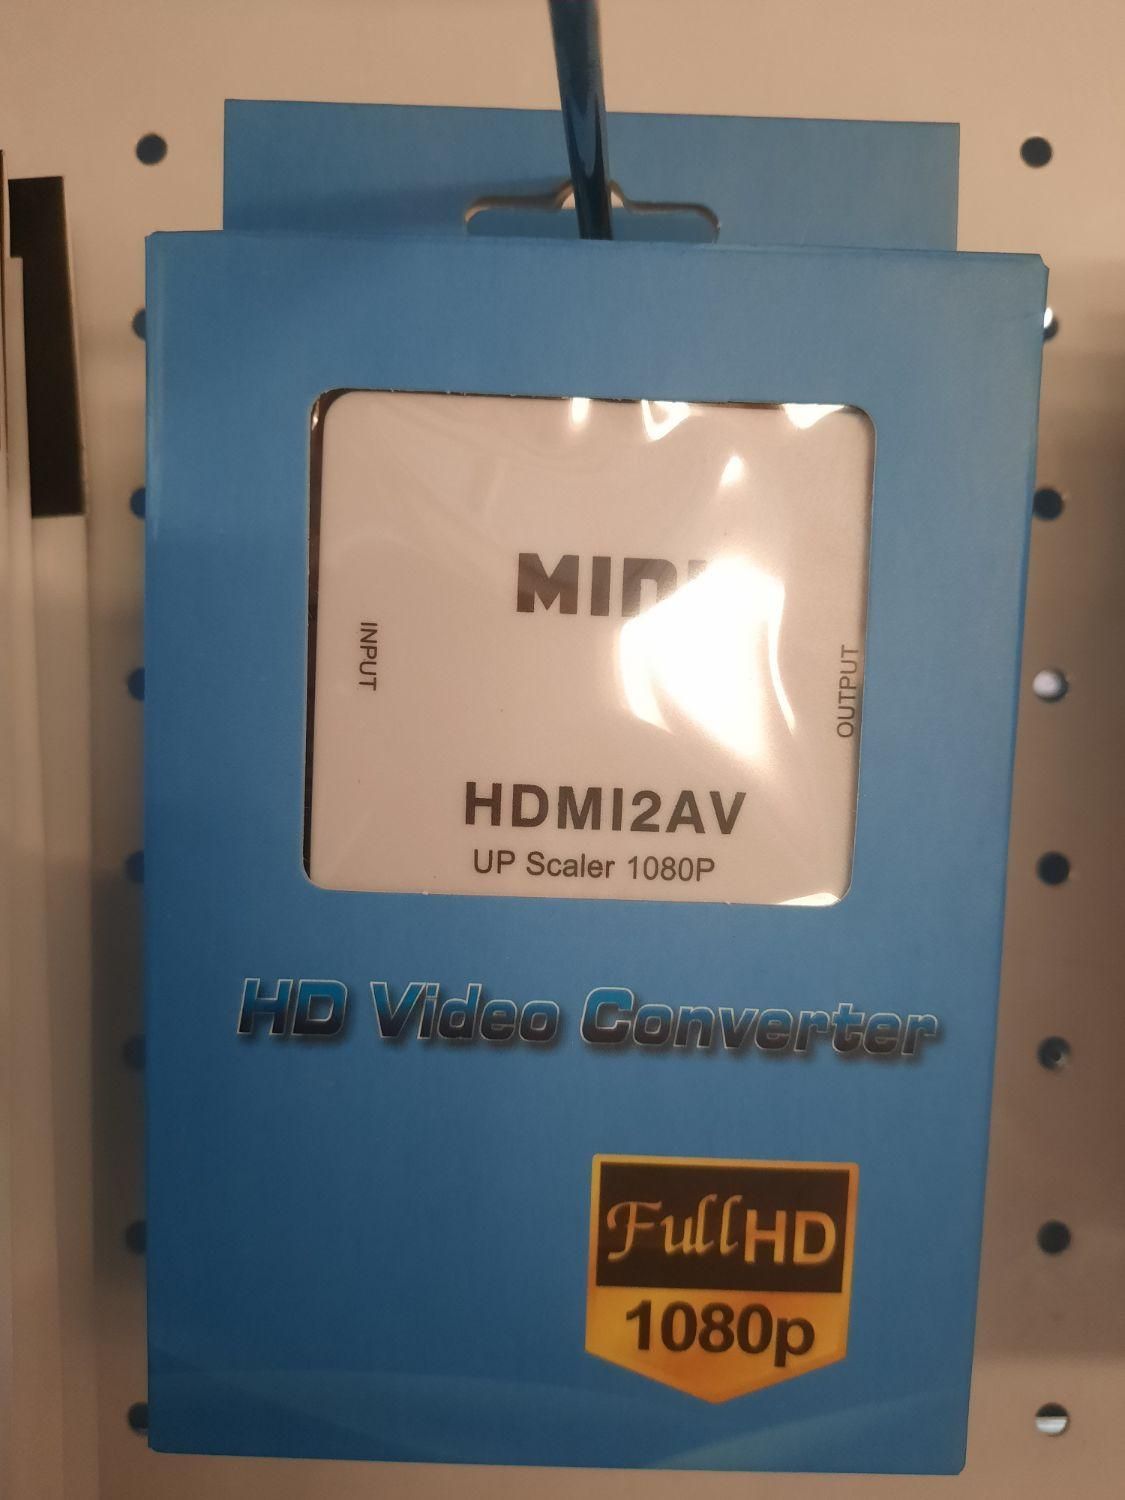 INPUT
OUTPUT
HDMI2AV
UP Scaler 1080P
HD Video Converter
Full HD
1080p